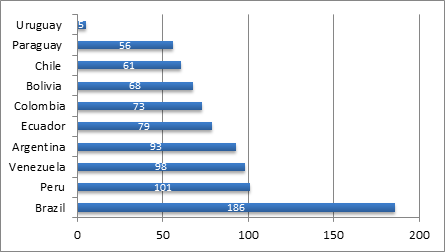 Uruguay 5
Paraguay 56
Chile 61
Bolivia 68
Colombia 73
Ecuador 79
Argentina 93
Venezuela 98
Peru 101
Brazil 186
0 50 100 150 200